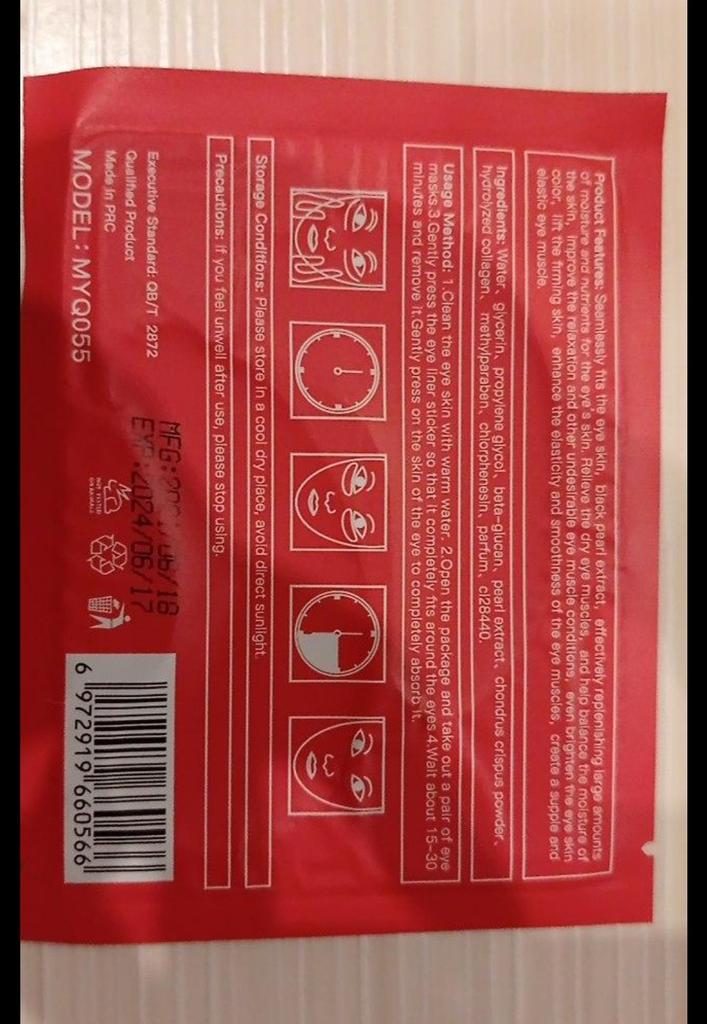 Product Features: Seamlessly fits the eye skin, black pearl extract, effectively replenishing large amounts
of moisture and nutrients for the eye's skin. Relieve the dry eye muscles, and help balance the moisture of
the skin, improve the relaxation and other undesirable eye muscle conditions, even brighten the eye skin
color, lift the firming skin, enhance the elasticity and smoothness of the eye muscles, create a supple and
elastic eye muscle.
Ingredients: Water、glycerin、propylene glycol、beta-glucan、pearl extract、chondrus crispus powder、
hydrolyzed collagen、methylparaben、chlorphenesin、parfum、ci28440.
Usage Method: 1.Clean the eye skin with warm water. 2.Open the package and take out a pair of eye
masks.3.Gently press the eye liner sticker so that it completely fits around the eyes 4.Wait about 15-30
minutes and remove it.Gently press on the skin of the eye to completely absorb it.
Storage Conditions: Please store in a cool dry place, avoid direct sunlight.
Precautions: If you feel unwell after use, please stop using.
Executive Standard: QB/T 2872
Qualified Product
Made In PRC
MODEL: MYQ055
MFG: /06/18
EXP:2024/06/17
NOT TESTED
ON ANIMALS
6 972919 660566